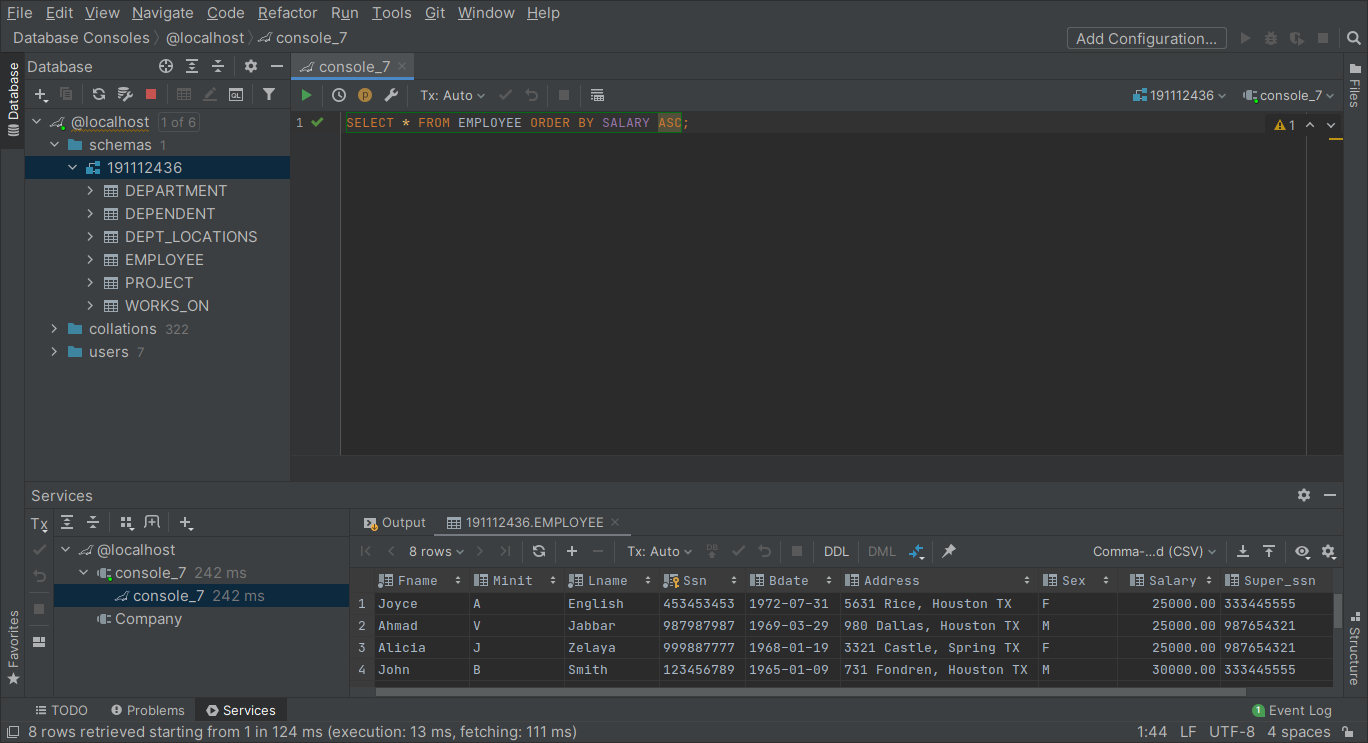 File Edit View Navigate Code Refactor Run Tools Git Window Help
Database Consoles @localhost console_7 Add Configuration...
Database
console_7
Tx: Auto 191112436 console_7
@localhost 1 of 6
schemas 1
191112436
DEPARTMENT
DEPENDENT
DEPT_LOCATIONS
EMPLOYEE
PROJECT
WORKS_ON
collations 322
users 7
1 SELECT * FROM EMPLOYEE ORDER BY SALARY ASC;
1
Database
Favorites
Files
Structure
Services
Tx
@localhost
console_7 242 ms
console_7 242 ms
Company
Output 191112436.EMPLOYEE
8 rows Tx: Auto DB DDL DML Comma-...d (CSV)
Fname Minit Lname Ssn Bdate Address Sex Salary Super_ssn
1 Joyce A English 453453453 1972-07-31 5631 Rice, Houston TX F 25000.00 333445555
2 Ahmad V Jabbar 987987987 1969-03-29 980 Dallas, Houston TX M 25000.00 987654321
3 Alicia J Zelaya 999887777 1968-01-19 3321 Castle, Spring TX F 25000.00 987654321
4 John B Smith 123456789 1965-01-09 731 Fondren, Houston TX M 30000.00 333445555
TODO Problems Services 1 Event Log
8 rows retrieved starting from 1 in 124 ms (execution: 13 ms, fetching: 111 ms) 1:44 LF UTF-8 4 spaces